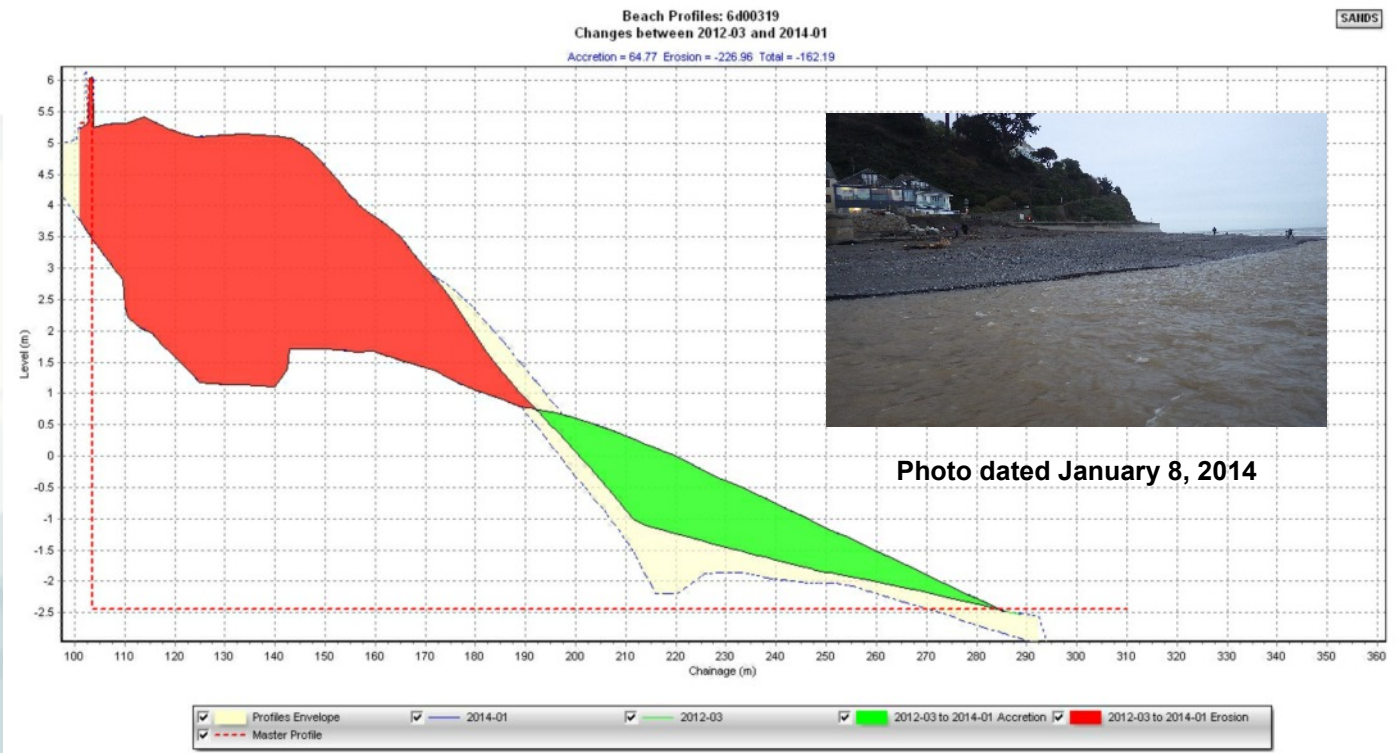 Beach Profiles: 6d00319
Changes between 2012-03 and 2014-01
SANDS
Accretion = 64.77 Erosion = -226.96 Total = -162.19
6
5.5
5
4.5
4
3.5
3
2.5
2
1.5
1
0.5
0
-0.5
-1
-1.5
-2
-2.5
Level (m)
Photo dated January 8, 2014
100 110 120 130 140 150 160 170 180 190 200 210 220 230 240 250 260 270 280 290 300 310 320 330 340 350 360
Chainage (m)
Profiles Envelope 2014-01 2012-03 2012-03 to 2014-01 Accretion 2012-03 to 2014-01 Erosion
Master Profile